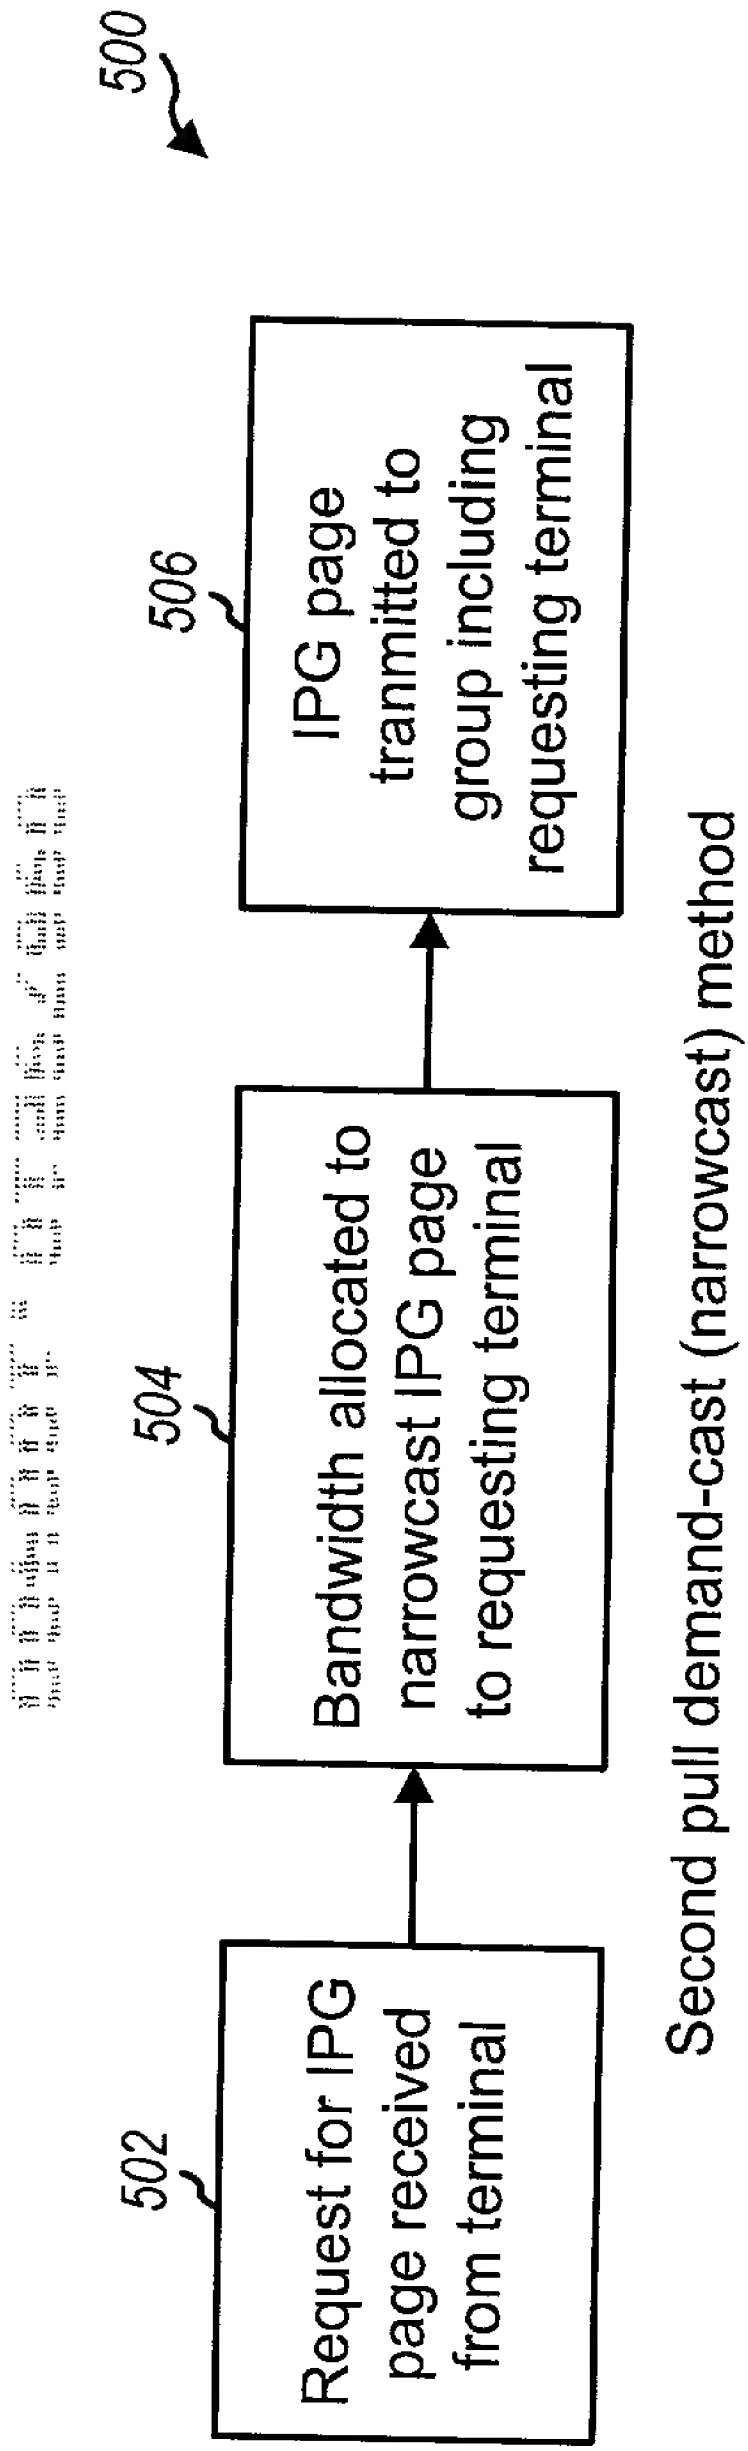 500
502
Request for IPG
page received
from terminal
504
Bandwidth allocated to
narrowcast IPG page
to requesting terminal
506
IPG page
tranmitted to
group including
requesting terminal
Second pull demand-cast (narrowcast) method